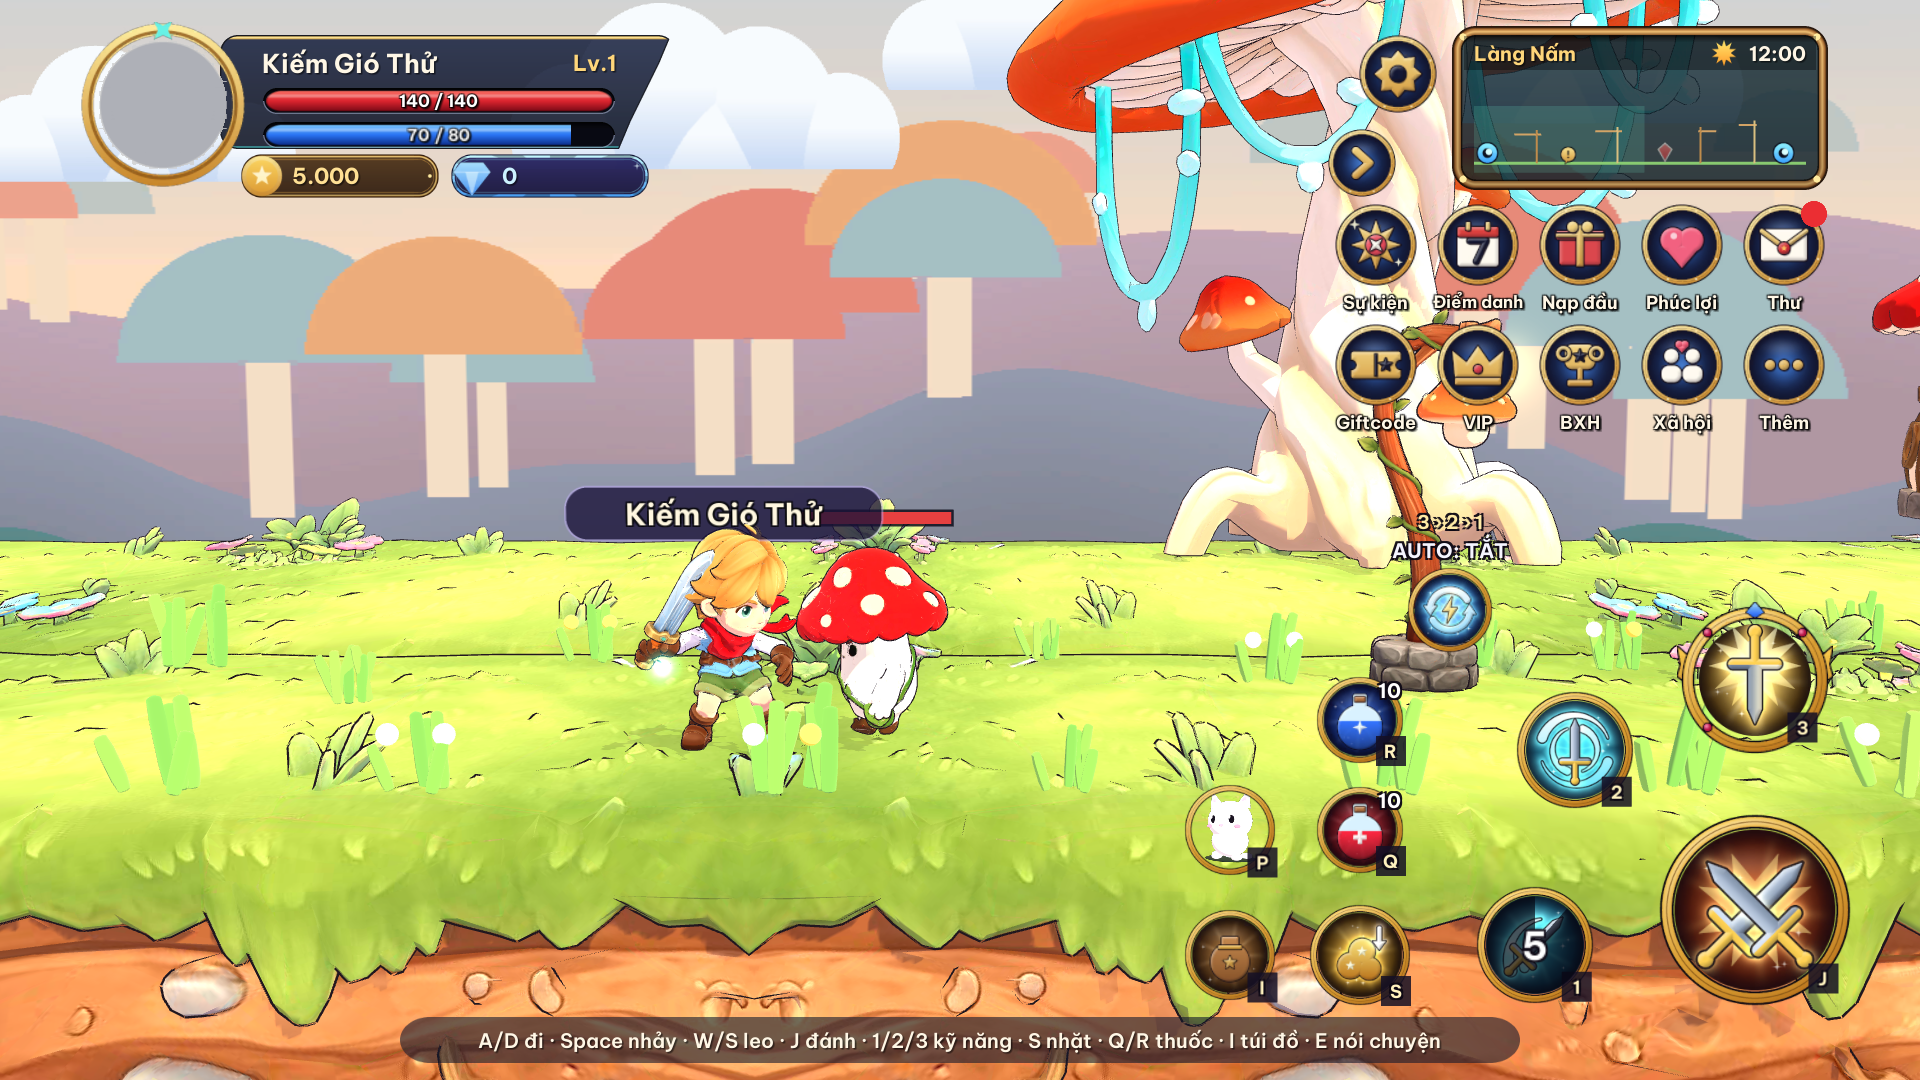 Kiếm Gió Thử
Lv.1
140 / 140
70 / 80
5.000
0
Làng Nấm
12:00
7
Sự kiện
Điểm danh
Nạp đầu
Phúc lợi
Thư
Giftcode
VIP
BXH
Xã hội
Thêm
Kiếm Gió Thử
3>2>1
AUTO: TẮT
10
R
3
2
10
Q
P
I
S
5
1
J
A/D đi · Space nhảy · W/S leo · J đánh · 1/2/3 kỹ năng · S nhặt · Q/R thuốc · I túi đồ · E nói chuyện